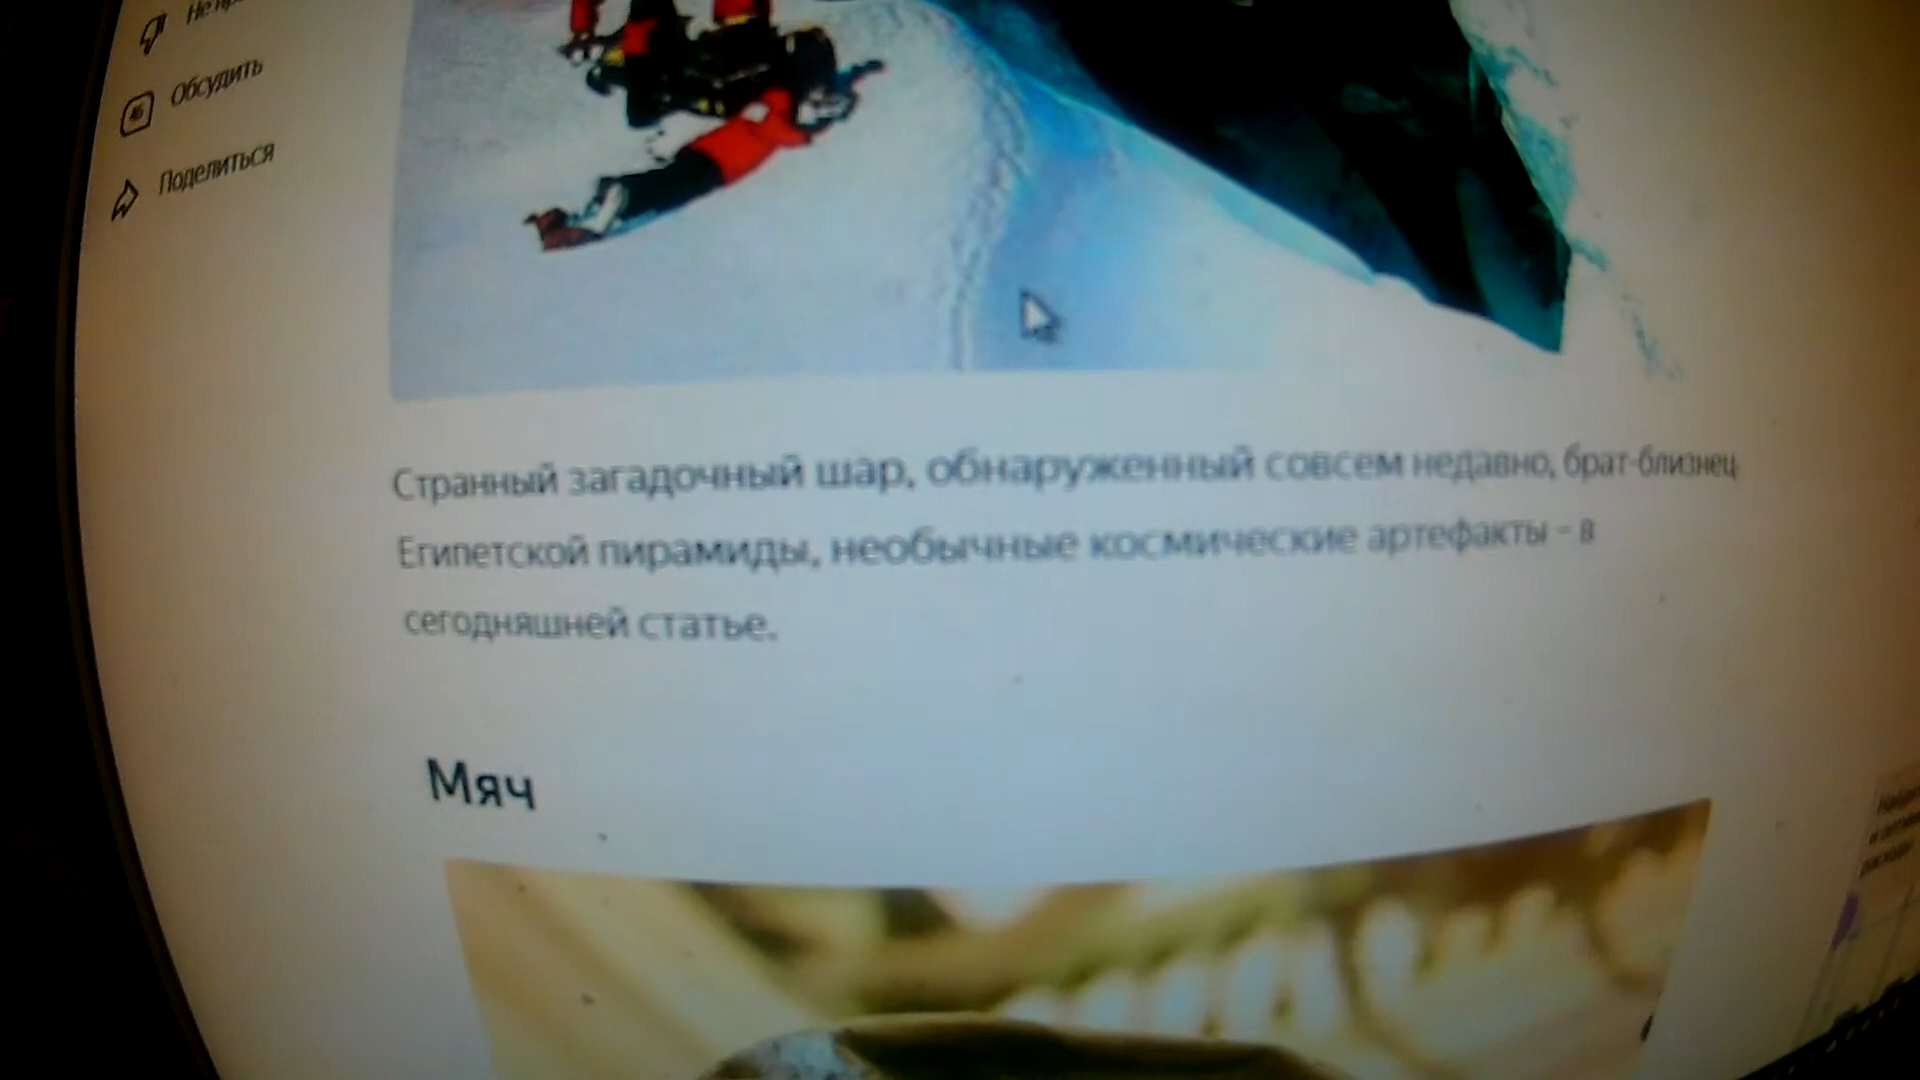 Обсудить
Поделиться
Странный загадочный шар, обнаруженный совсем недавно, брат-близнец
Египетской пирамиды, необычные космические артефакты - в
сегодняшней статье.
Мяч